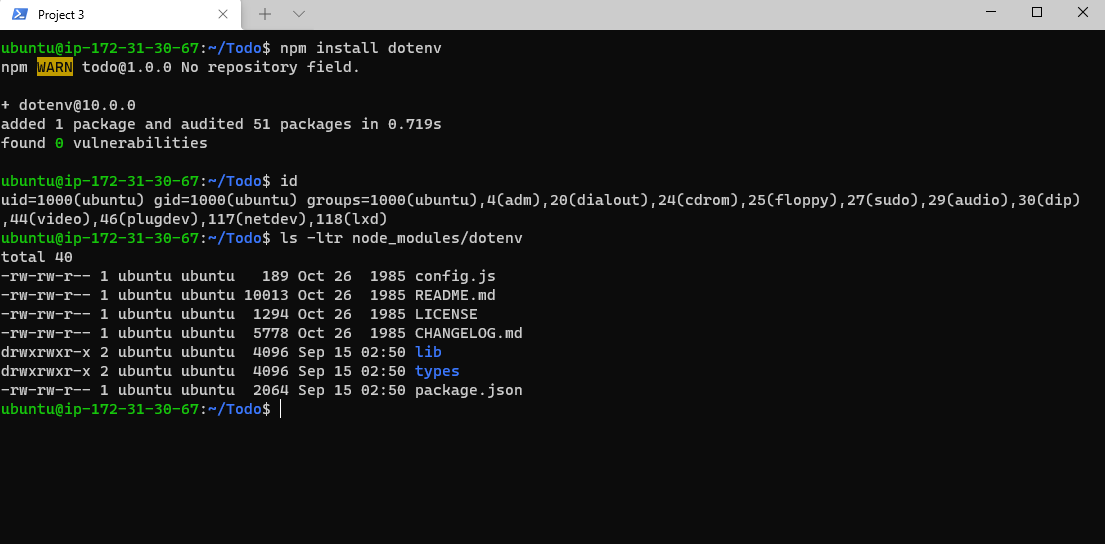 Project 3
ubuntu@ip-172-31-30-67:~/Todo$ npm install dotenv
npm WARN todo@1.0.0 No repository field.
+ dotenv@10.0.0
added 1 package and audited 51 packages in 0.719s
found 0 vulnerabilities
ubuntu@ip-172-31-30-67:~/Todo$ id
uid=1000(ubuntu) gid=1000(ubuntu) groups=1000(ubuntu),4(adm),20(dialout),24(cdrom),25(floppy),27(sudo),29(audio),30(dip)
,44(video),46(plugdev),117(netdev),118(lxd)
ubuntu@ip-172-31-30-67:~/Todo$ ls -ltr node_modules/dotenv
total 40
-rw-rw-r-- 1 ubuntu ubuntu   189 Oct 26  1985 config.js
-rw-rw-r-- 1 ubuntu ubuntu 10013 Oct 26  1985 README.md
-rw-rw-r-- 1 ubuntu ubuntu  1294 Oct 26  1985 LICENSE
-rw-rw-r-- 1 ubuntu ubuntu  5778 Oct 26  1985 CHANGELOG.md
drwxrwxr-x 2 ubuntu ubuntu  4096 Sep 15 02:50 lib
drwxrwxr-x 2 ubuntu ubuntu  4096 Sep 15 02:50 types
-rw-rw-r-- 1 ubuntu ubuntu  2064 Sep 15 02:50 package.json
ubuntu@ip-172-31-30-67:~/Todo$